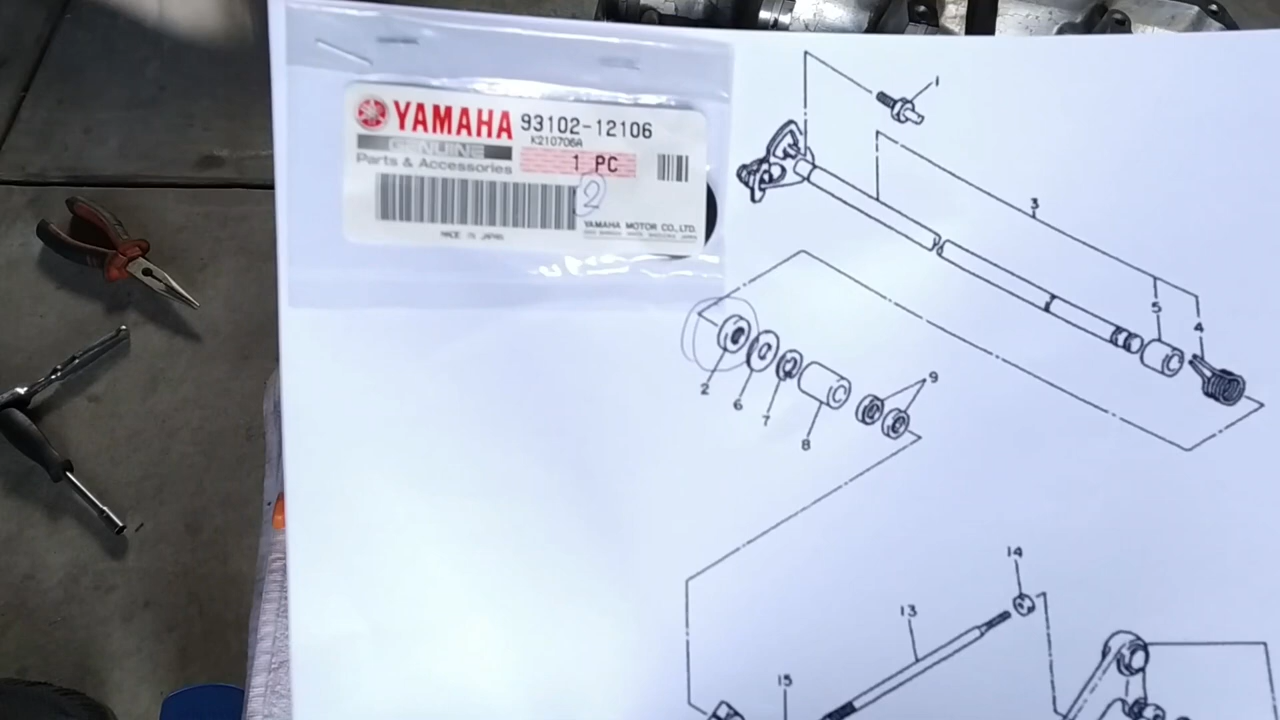 YAMAHA 93102-12106
K210706A
GENUINE
1 PC
Parts & Accessories
2
YAMAHA MOTOR CO., LTD.
MADE IN JAPAN
1
3
5
4
2
6
7
8
9
14
13
15